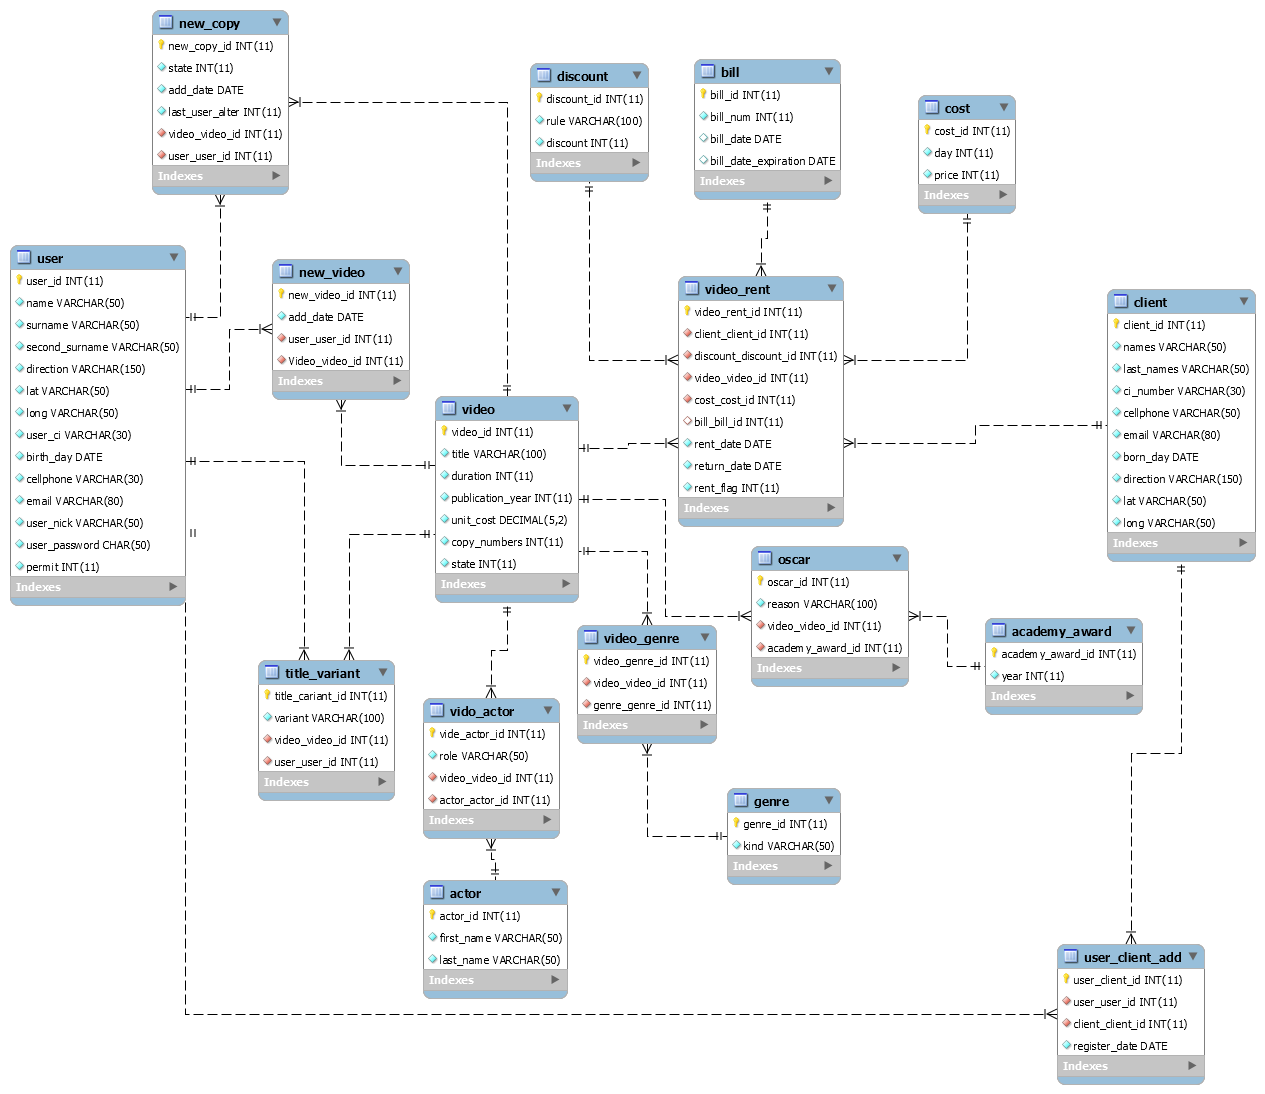 new_copy
new_copy_id INT(11)
state INT(11)
add_date DATE
last_user_alter INT(11)
video_video_id INT(11)
user_user_id INT(11)
Indexes
discount
discount_id INT(11)
rule VARCHAR(100)
discount INT(11)
Indexes
bill
bill_id INT(11)
bill_num INT(11)
bill_date DATE
bill_date_expiration DATE
Indexes
cost
cost_id INT(11)
day INT(11)
price INT(11)
Indexes
user
user_id INT(11)
name VARCHAR(50)
surname VARCHAR(50)
second_surname VARCHAR(50)
direction VARCHAR(150)
lat VARCHAR(50)
long VARCHAR(50)
user_ci VARCHAR(30)
birth_day DATE
cellphone VARCHAR(30)
email VARCHAR(80)
user_nick VARCHAR(50)
user_password CHAR(50)
permit INT(11)
Indexes
new_video
new_video_id INT(11)
add_date DATE
user_user_id INT(11)
Video_video_id INT(11)
Indexes
video_rent
video_rent_id INT(11)
client_client_id INT(11)
discount_discount_id INT(11)
video_video_id INT(11)
cost_cost_id INT(11)
bill_bill_id INT(11)
rent_date DATE
return_date DATE
rent_flag INT(11)
Indexes
client
client_id INT(11)
names VARCHAR(50)
last_names VARCHAR(50)
ci_number VARCHAR(30)
cellphone VARCHAR(50)
email VARCHAR(80)
born_day DATE
direction VARCHAR(150)
lat VARCHAR(50)
long VARCHAR(50)
Indexes
video
video_id INT(11)
title VARCHAR(100)
duration INT(11)
publication_year INT(11)
unit_cost DECIMAL(5,2)
copy_numbers INT(11)
state INT(11)
Indexes
oscar
oscar_id INT(11)
reason VARCHAR(100)
video_video_id INT(11)
academy_award_id INT(11)
Indexes
academy_award
academy_award_id INT(11)
year INT(11)
Indexes
video_genre
video_genre_id INT(11)
video_video_id INT(11)
genre_genre_id INT(11)
Indexes
title_variant
title_cariant_id INT(11)
variant VARCHAR(100)
video_video_id INT(11)
user_user_id INT(11)
Indexes
vido_actor
vide_actor_id INT(11)
role VARCHAR(50)
video_video_id INT(11)
actor_actor_id INT(11)
Indexes
genre
genre_id INT(11)
kind VARCHAR(50)
Indexes
actor
actor_id INT(11)
first_name VARCHAR(50)
last_name VARCHAR(50)
Indexes
user_client_add
user_client_id INT(11)
user_user_id INT(11)
client_client_id INT(11)
register_date DATE
Indexes